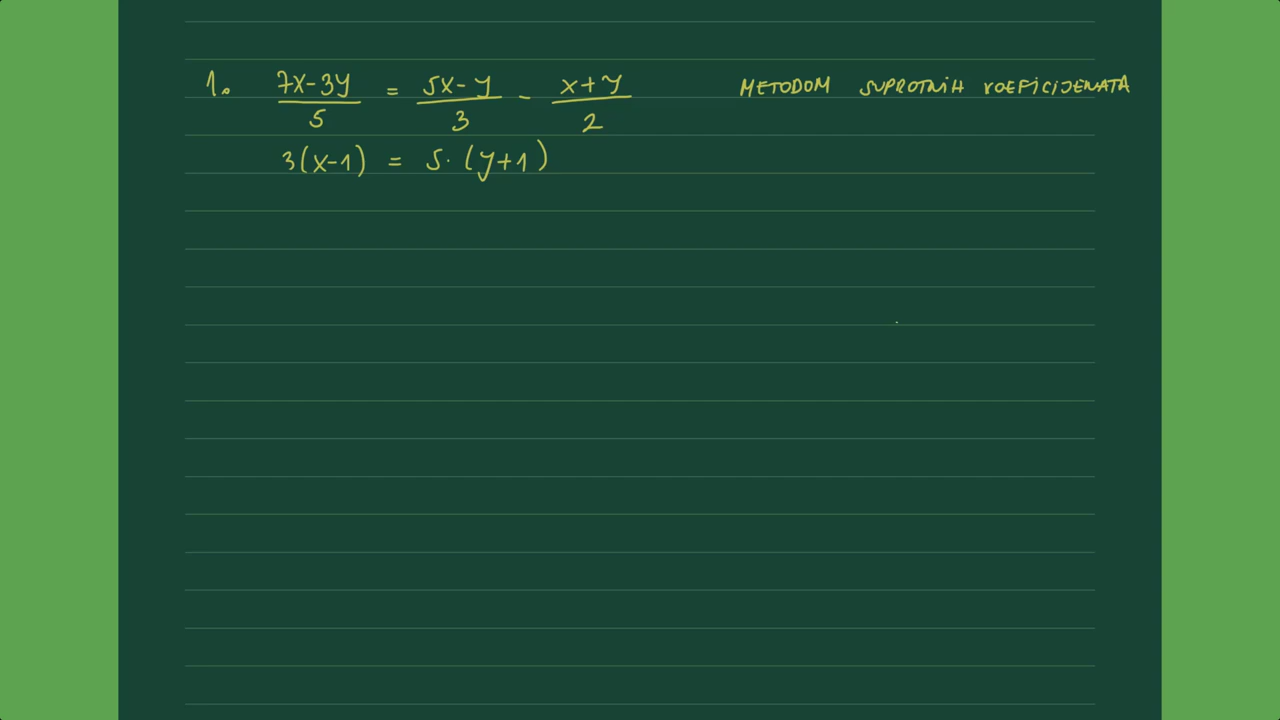 1. (7x-3y)/5 = (5x-y)/3 - (x+y)/2 METODOM SUPROTNIH KOEFICIJENATA
3(x-1) = 5·(y+1)